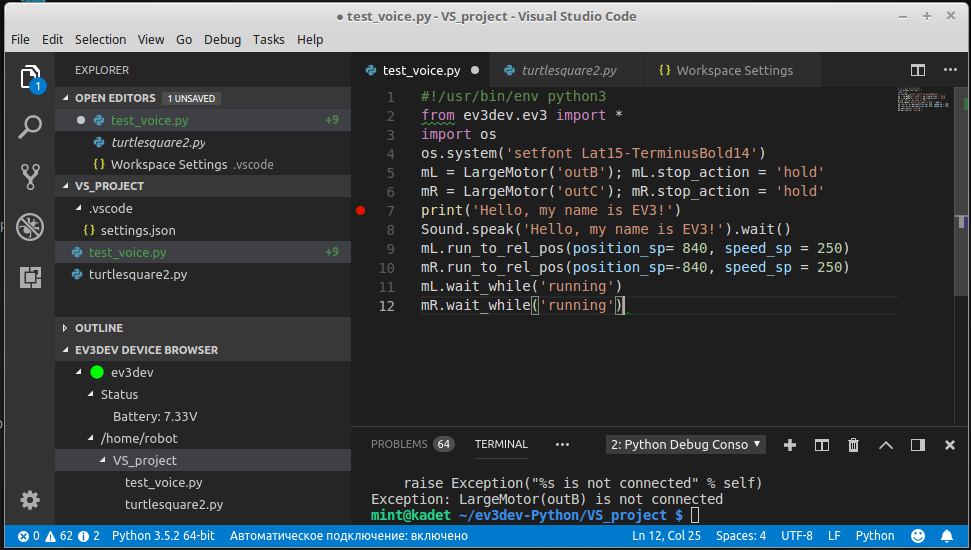 ● test_voice.py - VS_project - Visual Studio Code
File Edit Selection View Go Debug Tasks Help
1
EXPLORER
OPEN EDITORS 1 UNSAVED
test_voice.py +9
turtlesquare2.py
{} Workspace Settings .vscode
VS_PROJECT
.vscode
{} settings.json
test_voice.py +9
turtlesquare2.py
OUTLINE
EV3DEV DEVICE BROWSER
ev3dev
Status
Battery: 7.33V
/home/robot
VS_project
test_voice.py
turtlesquare2.py
test_voice.py ● turtlesquare2.py {} Workspace Settings
1 #!/usr/bin/env python3
2 from ev3dev.ev3 import *
3 import os
4 os.system('setfont Lat15-TerminusBold14')
5 mL = LargeMotor('outB'); mL.stop_action = 'hold'
6 mR = LargeMotor('outC'); mR.stop_action = 'hold'
7 print('Hello, my name is EV3!')
8 Sound.speak('Hello, my name is EV3!').wait()
9 mL.run_to_rel_pos(position_sp= 840, speed_sp = 250)
10 mR.run_to_rel_pos(position_sp=-840, speed_sp = 250)
11 mL.wait_while('running')
12 mR.wait_while('running')
PROBLEMS 64 TERMINAL ••• 2: Python Debug Conso
raise Exception("%s is not connected" % self)
Exception: LargeMotor(outB) is not connected
mint@kadet ~/ev3dev-Python/VS_project $
0 62 2 Python 3.5.2 64-bit Автоматическое подключение: включено Ln 12, Col 25 Spaces: 4 UTF-8 LF Python